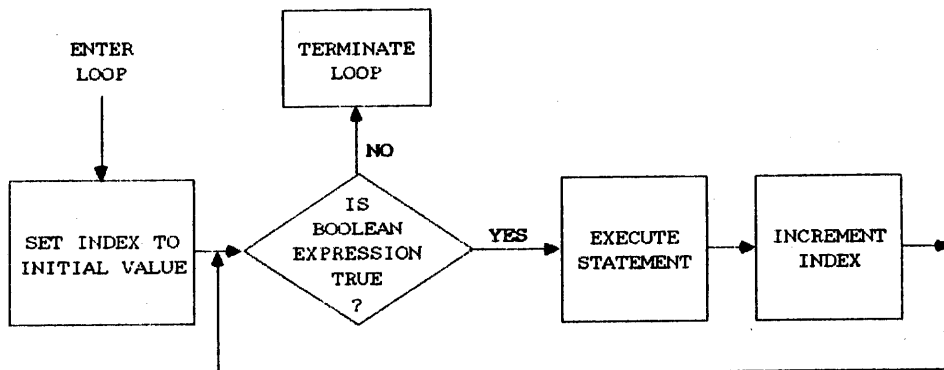 ENTER
LOOP
TERMINATE
LOOP
NO
SET INDEX TO
INITIAL VALUE
IS
BOOLEAN
EXPRESSION
TRUE
?
YES
EXECUTE
STATEMENT
INCREMENT
INDEX